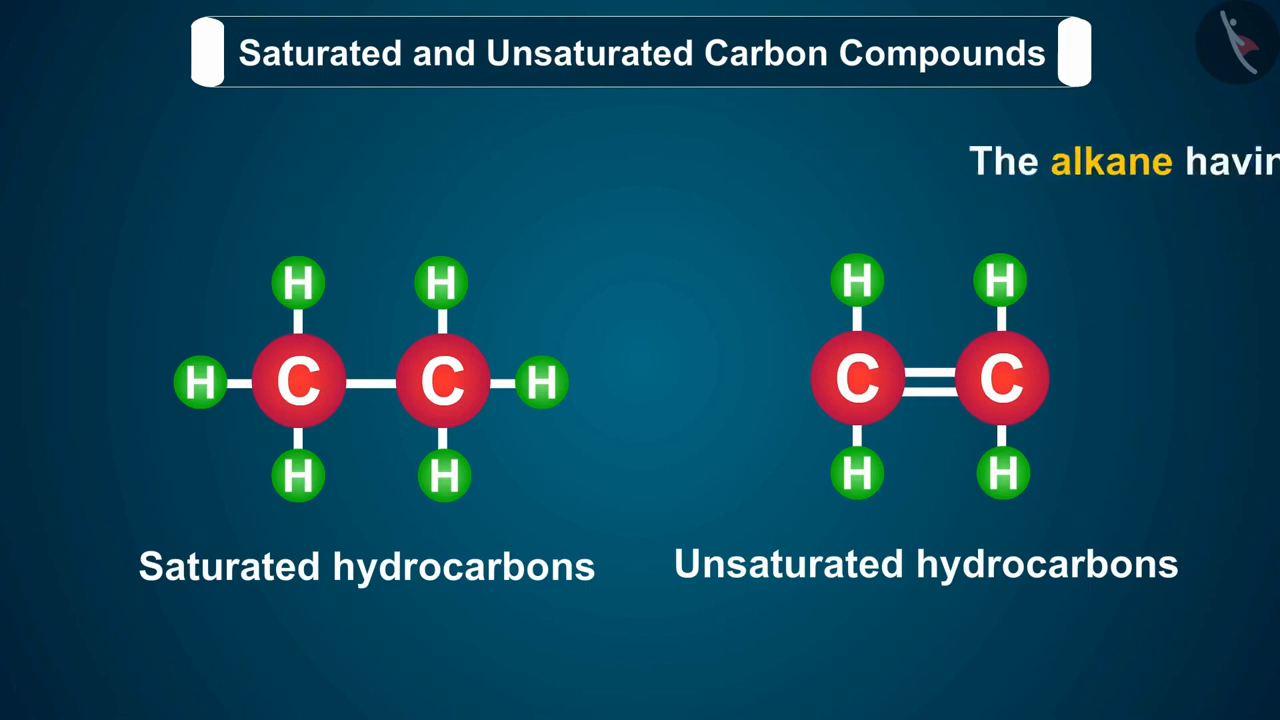 Saturated and Unsaturated Carbon Compounds
The alkane
H H
H C C H
H H
Saturated hydrocarbons
H H
C C
H H
Unsaturated hydrocarbons